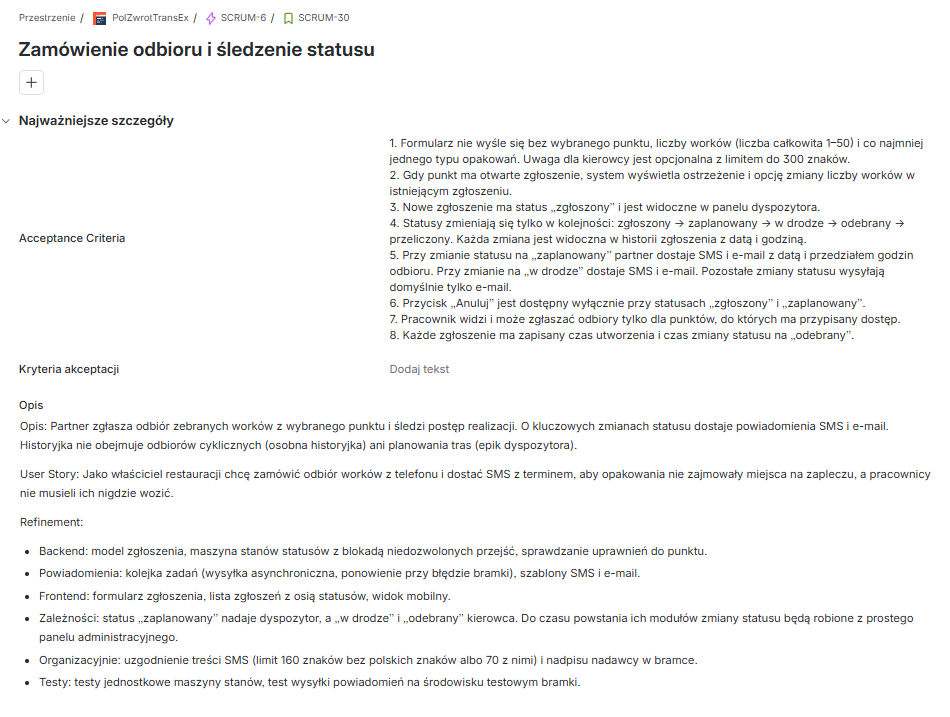 Przestrzenie / PolZwrotTransEx / SCRUM-6 / SCRUM-30
Zamówienie odbioru i śledzenie statusu
Najważniejsze szczegóły
Acceptance Criteria
1. Formularz nie wyśle się bez wybranego punktu, liczby worków (liczba całkowita 1–50) i co najmniej
jednego typu opakowań. Uwaga dla kierowcy jest opcjonalna z limitem do 300 znaków.
2. Gdy punkt ma otwarte zgłoszenie, system wyświetla ostrzeżenie i opcję zmiany liczby worków w
istniejącym zgłoszeniu.
3. Nowe zgłoszenie ma status „zgłoszony” i jest widoczne w panelu dyspozytora.
4. Statusy zmieniają się tylko w kolejności: zgłoszony → zaplanowany → w drodze → odebrany →
przeliczony. Każda zmiana jest widoczna w historii zgłoszenia z datą i godziną.
5. Przy zmianie statusu na „zaplanowany” partner dostaje SMS i e-mail z datą i przedziałem godzin
odbioru. Przy zmianie na „w drodze” dostaje SMS i e-mail. Pozostałe zmiany statusu wysyłają
domyślnie tylko e-mail.
6. Przycisk „Anuluj” jest dostępny wyłącznie przy statusach „zgłoszony” i „zaplanowany”.
7. Pracownik widzi i może zgłaszać odbiory tylko dla punktów, do których ma przypisany dostęp.
8. Każde zgłoszenie ma zapisany czas utworzenia i czas zmiany statusu na „odebrany”.
Kryteria akceptacji
Dodaj tekst
Opis
Opis: Partner zgłasza odbiór zebranych worków z wybranego punktu i śledzi postęp realizacji. O kluczowych zmianach statusu dostaje powiadomienia SMS i e-mail.
Historyjka nie obejmuje odbiorów cyklicznych (osobna historyjka) ani planowania tras (epik dyspozytora).
User Story: Jako właściciel restauracji chcę zamówić odbiór worków z telefonu i dostać SMS z terminem, aby opakowania nie zajmowały miejsca na zapleczu, a pracownicy
nie musieli ich nigdzie wozić.
Refinement:
• Backend: model zgłoszenia, maszyna stanów statusów z blokadą niedozwolonych przejść, sprawdzanie uprawnień do punktu.
• Powiadomienia: kolejka zadań (wysyłka asynchroniczna, ponowienie przy błędzie bramki), szablony SMS i e-mail.
• Frontend: formularz zgłoszenia, lista zgłoszeń z osią statusów, widok mobilny.
• Zależności: status „zaplanowany” nadaje dyspozytor, a „w drodze” i „odebrany” kierowca. Do czasu powstania ich modułów zmiany statusu będą robione z prostego
panelu administracyjnego.
• Organizacyjnie: uzgodnienie treści SMS (limit 160 znaków bez polskich znaków albo 70 z nimi) i nadpisu nadawcy w bramce.
• Testy: testy jednostkowe maszyny stanów, test wysyłki powiadomień na środowisku testowym bramki.